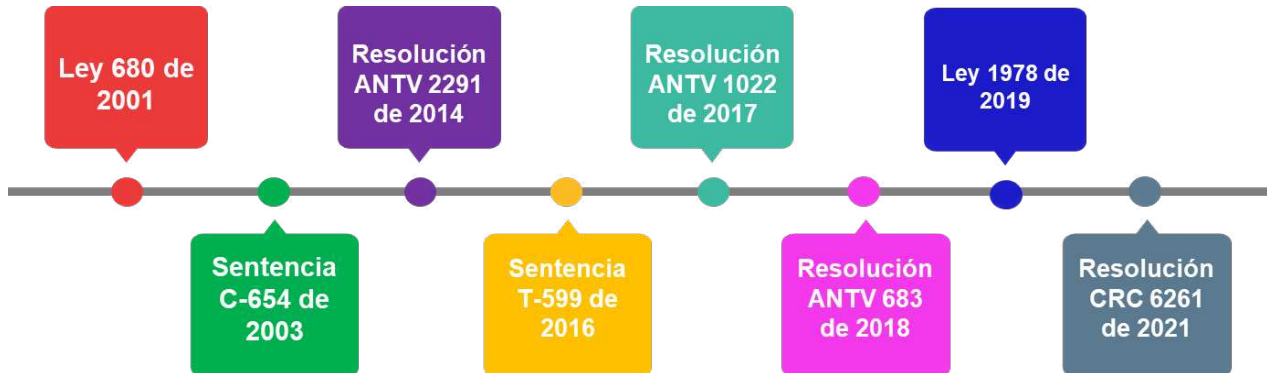 Ley 680 de
2001
Sentencia
C-654 de
2003
Resolución
ANTV 2291
de 2014
Sentencia
T-599 de
2016
Resolución
ANTV 1022
de 2017
Resolución
ANTV 683
de 2018
Ley 1978 de
2019
Resolución
CRC 6261
de 2021